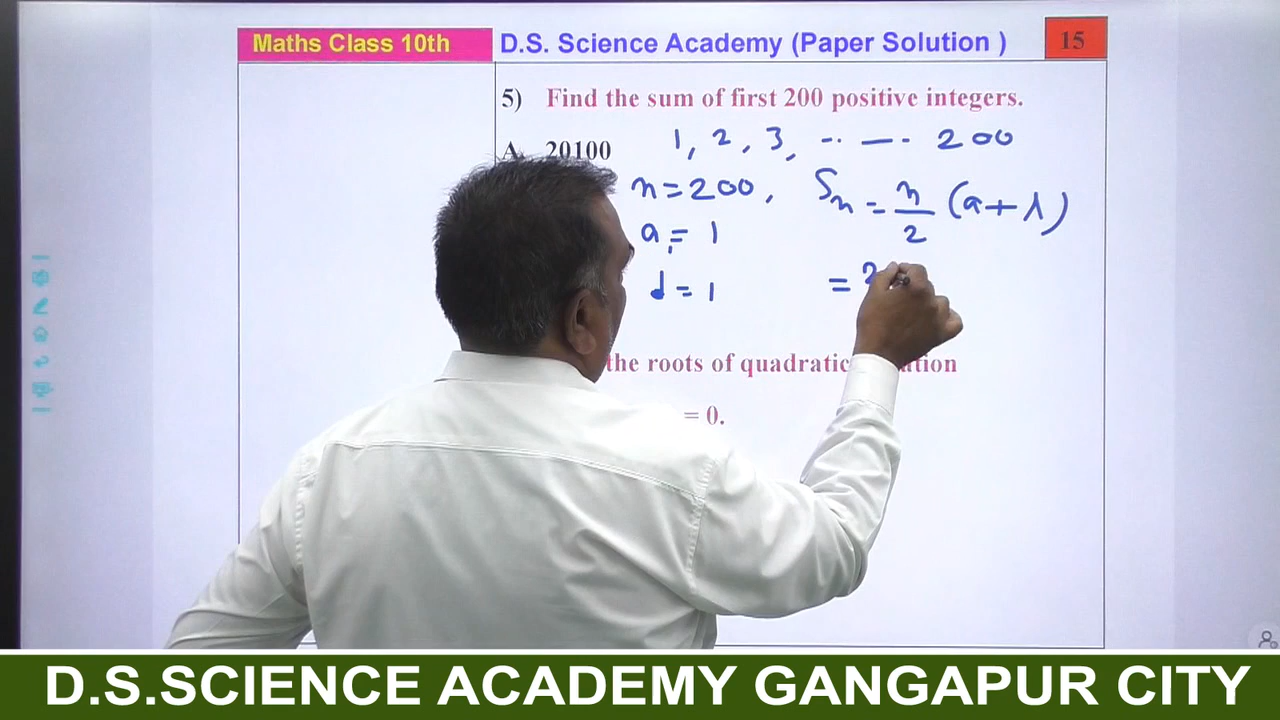 Maths Class 10th
D.S. Science Academy (Paper Solution )
15
5) Find the sum of first 200 positive integers.
1, 2, 3, ..—. 200
A. 20100
n = 200, Sn = n/2 (a + l)
a = 1
d = 1 = 2
the roots of quadratic
= 0.
D.S.SCIENCE ACADEMY GANGAPUR CITY